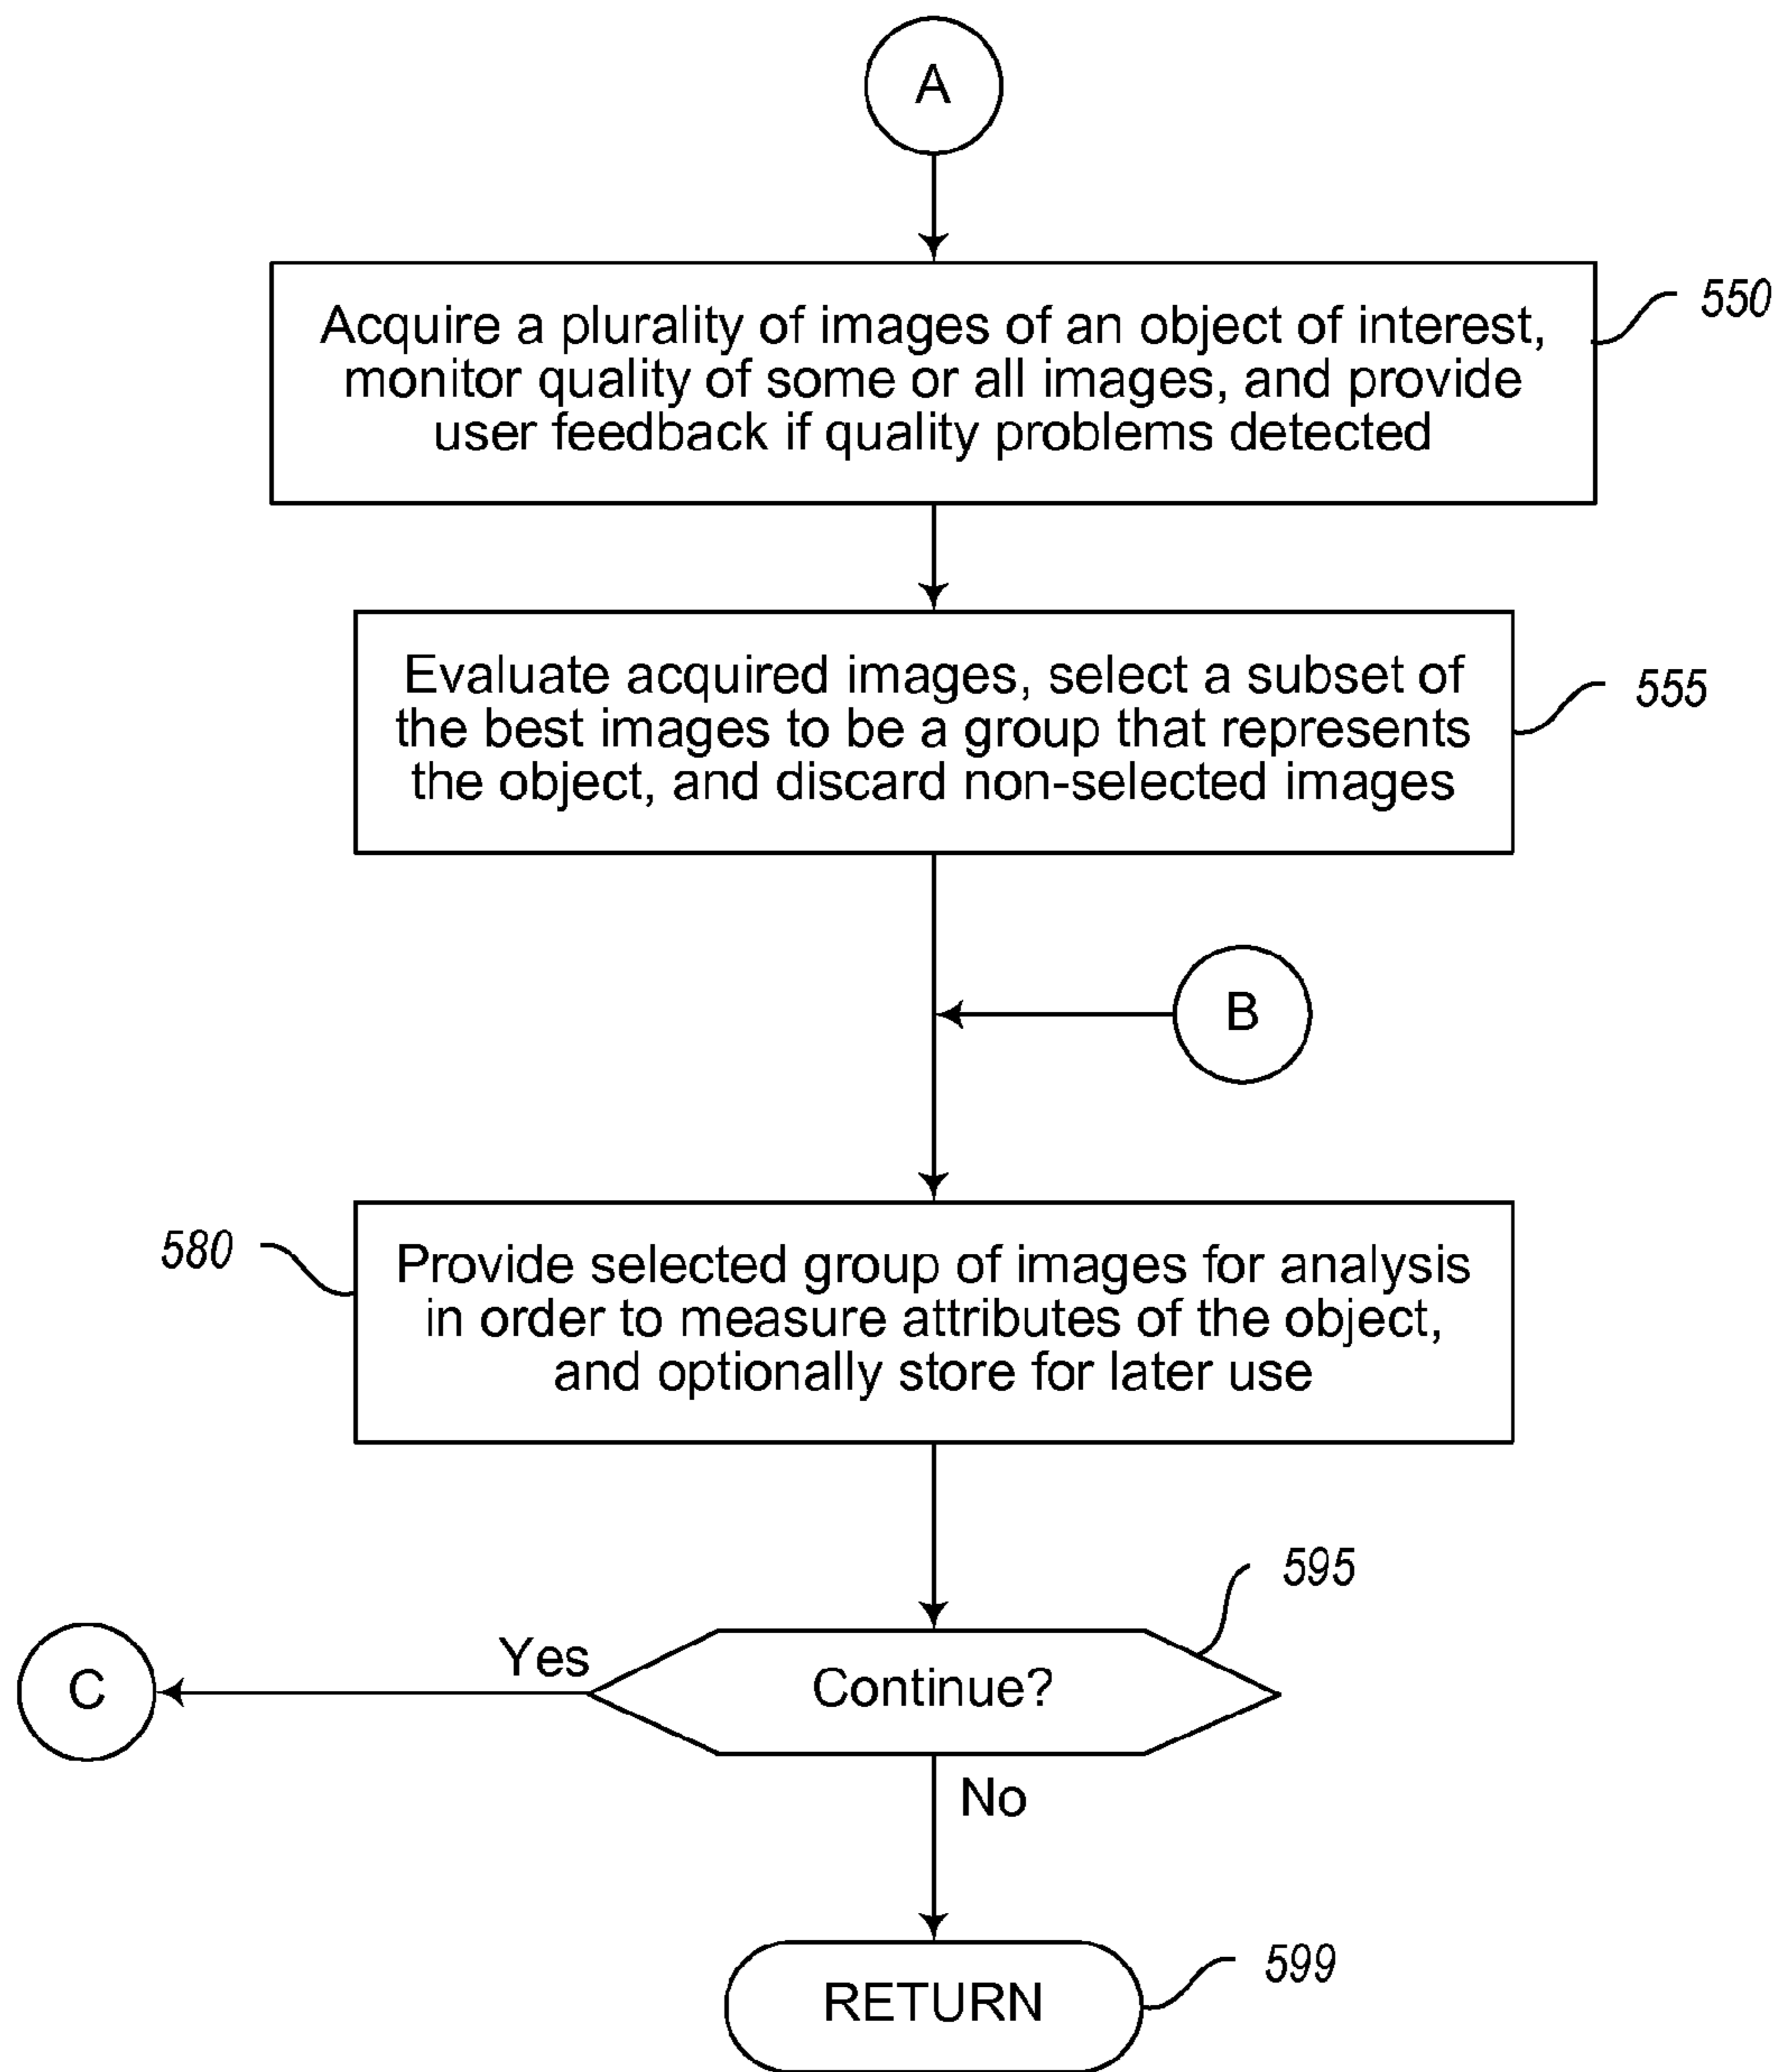 A
Acquire a plurality of images of an object of interest,
monitor quality of some or all images, and provide
user feedback if quality problems detected
550
Evaluate acquired images, select a subset of
the best images to be a group that represents
the object, and discard non-selected images
555
B
580
Provide selected group of images for analysis
in order to measure attributes of the object,
and optionally store for later use
595
Yes
Continue?
C
No
RETURN
599